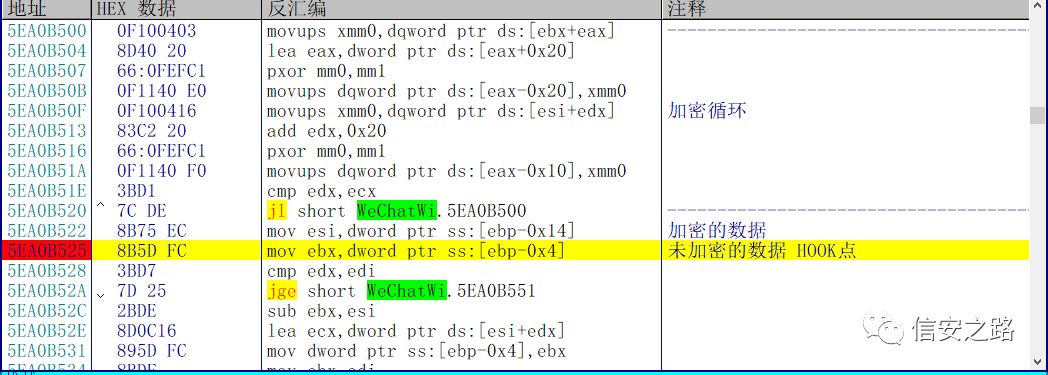 地址 HEX 数据 反汇编 注释
5EA0B500 0F100403 movups xmm0,dqword ptr ds:[ebx+eax]
5EA0B504 8D40 20 lea eax,dword ptr ds:[eax+0x20]
5EA0B507 66:0FEFC1 pxor mm0,mm1
5EA0B50B 0F1140 E0 movups dqword ptr ds:[eax-0x20],xmm0
5EA0B50F 0F100416 movups xmm0,dqword ptr ds:[esi+edx] 加密循环
5EA0B513 83C2 20 add edx,0x20
5EA0B516 66:0FEFC1 pxor mm0,mm1
5EA0B51A 0F1140 F0 movups dqword ptr ds:[eax-0x10],xmm0
5EA0B51E 3BD1 cmp edx,ecx
5EA0B520 7C DE jl short WeChatWi.5EA0B500
5EA0B522 8B75 EC mov esi,dword ptr ss:[ebp-0x14] 加密的数据
5EA0B525 8B5D FC mov ebx,dword ptr ss:[ebp-0x4] 未加密的数据 HOOK点
5EA0B528 3BD7 cmp edx,edi
5EA0B52A 7D 25 jge short WeChatWi.5EA0B551
5EA0B52C 2BDE sub ebx,esi
5EA0B52E 8D0C16 lea ecx,dword ptr ds:[esi+edx]
5EA0B531 895D FC mov dword ptr ss:[ebp-0x4],ebx
信安之路